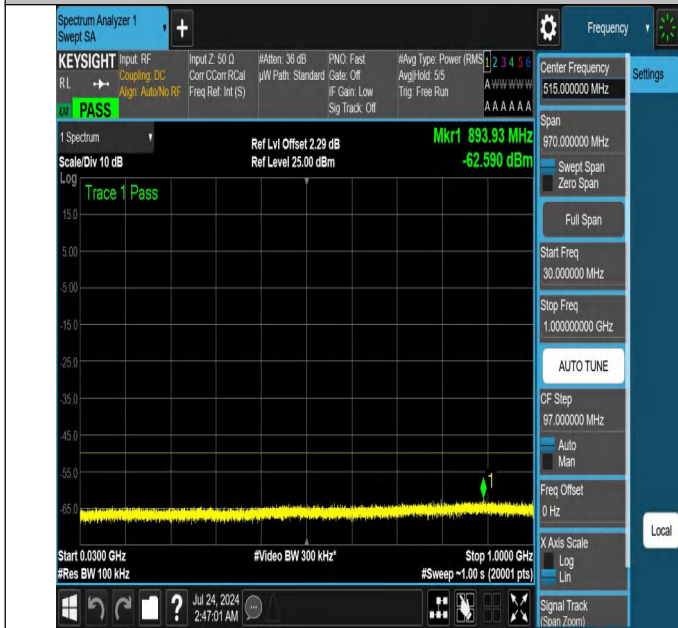 Spectrum Analyzer 1
Swept SA
+
Frequency
KEYSIGHT
RL
LXI
PASS
Input: RF
Coupling: DC
Align: Auto/No RF
Input Z: 50 Ω
Corr CCorr RCal
Freq Ref: Int (S)
#Atten: 36 dB
µW Path: Standard
PNO: Fast
Gate: Off
IF Gain: Low
Sig Track: Off
#Avg Type: Power (RMS
Avg|Hold: 5/5
Trig: Free Run
1 2 3 4 5 6
A W W W W W
A A A A A A
1 Spectrum
Scale/Div 10 dB
Ref Lvl Offset 2.29 dB
Ref Level 25.00 dBm
Mkr1 893.93 MHz
-62.590 dBm
Log
Trace 1 Pass
15.0
5.00
-5.00
-15.0
-25.0
-35.0
-45.0
-55.0
-65.0
1
Start 0.0300 GHz
#Res BW 100 kHz
#Video BW 300 kHz*
Stop 1.0000 GHz
#Sweep ~1.00 s (20001 pts)
Center Frequency
515.000000 MHz
Settings
Span
970.000000 MHz
Swept Span
Zero Span
Full Span
Start Freq
30.000000 MHz
Stop Freq
1.000000000 GHz
AUTO TUNE
CF Step
97.000000 MHz
Auto
Man
Freq Offset
0 Hz
X Axis Scale
Log
Lin
Local
Signal Track
(Span Zoom)
?
Jul 24, 2024
2:47:01 AM